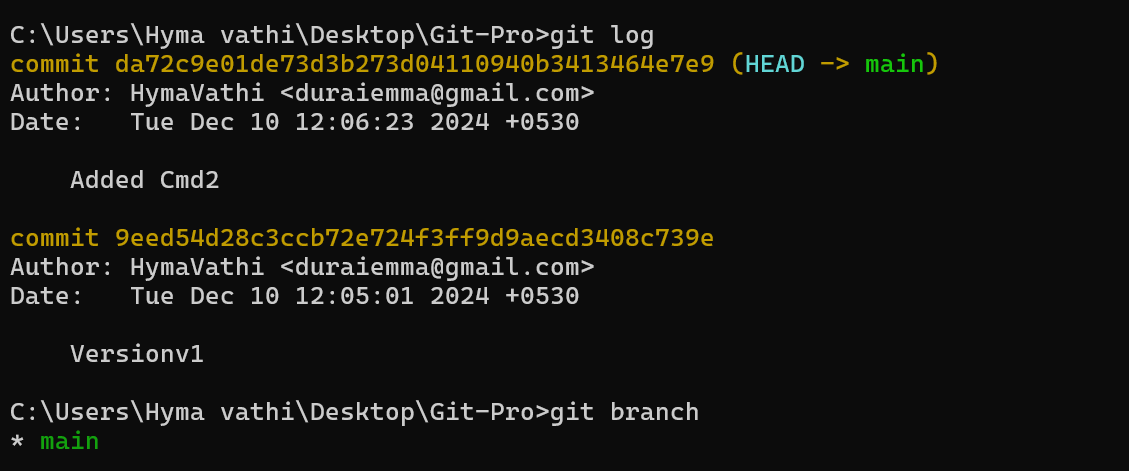 C:\Users\Hyma vathi\Desktop\Git-Pro>git log
commit da72c9e01de73d3b273d04110940b3413464e7e9 (HEAD -> main)
Author: HymaVathi <duraiemma@gmail.com>
Date:   Tue Dec 10 12:06:23 2024 +0530
    Added Cmd2
commit 9eed54d28c3ccb72e724f3ff9d9aecd3408c739e
Author: HymaVathi <duraiemma@gmail.com>
Date:   Tue Dec 10 12:05:01 2024 +0530
    Versionv1
C:\Users\Hyma vathi\Desktop\Git-Pro>git branch
* main